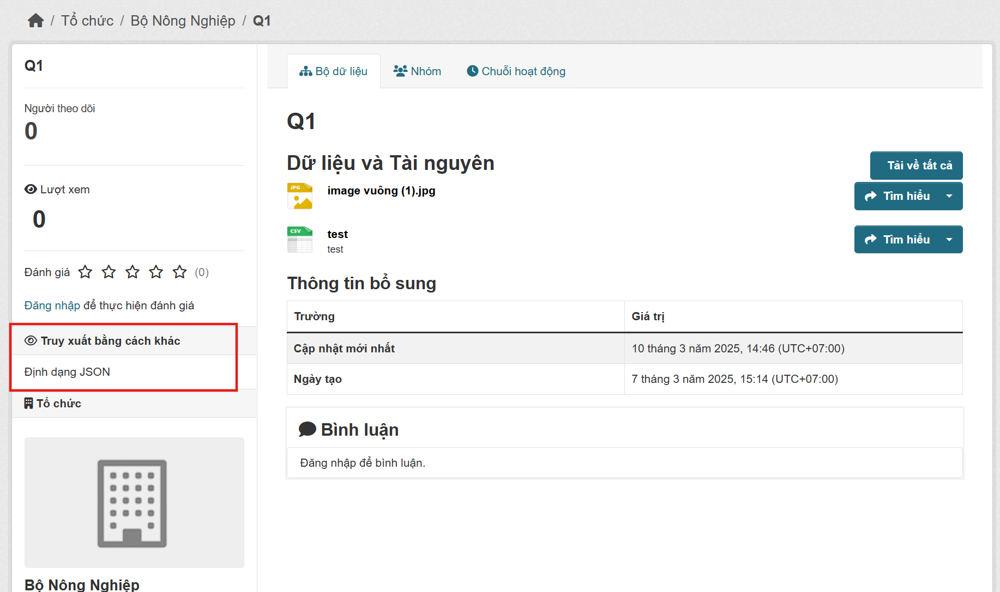 / Tổ chức / Bộ Nông Nghiệp / Q1
Q1
Người theo dõi
0
Lượt xem
0
Đánh giá (0)
Đăng nhập để thực hiện đánh giá
Truy xuất bằng cách khác
Định dạng JSON
Tổ chức
Bộ Nông Nghiệp
Bộ dữ liệu Nhóm Chuỗi hoạt động
Q1
Dữ liệu và Tài nguyên
Tải về tất cả
JPG
image vuông (1).jpg
Tìm hiểu
CSV
test
test
Tìm hiểu
Thông tin bổ sung
Trường Giá trị
Cập nhật mới nhất 10 tháng 3 năm 2025, 14:46 (UTC+07:00)
Ngày tạo 7 tháng 3 năm 2025, 15:14 (UTC+07:00)
Bình luận
Đăng nhập để bình luận.